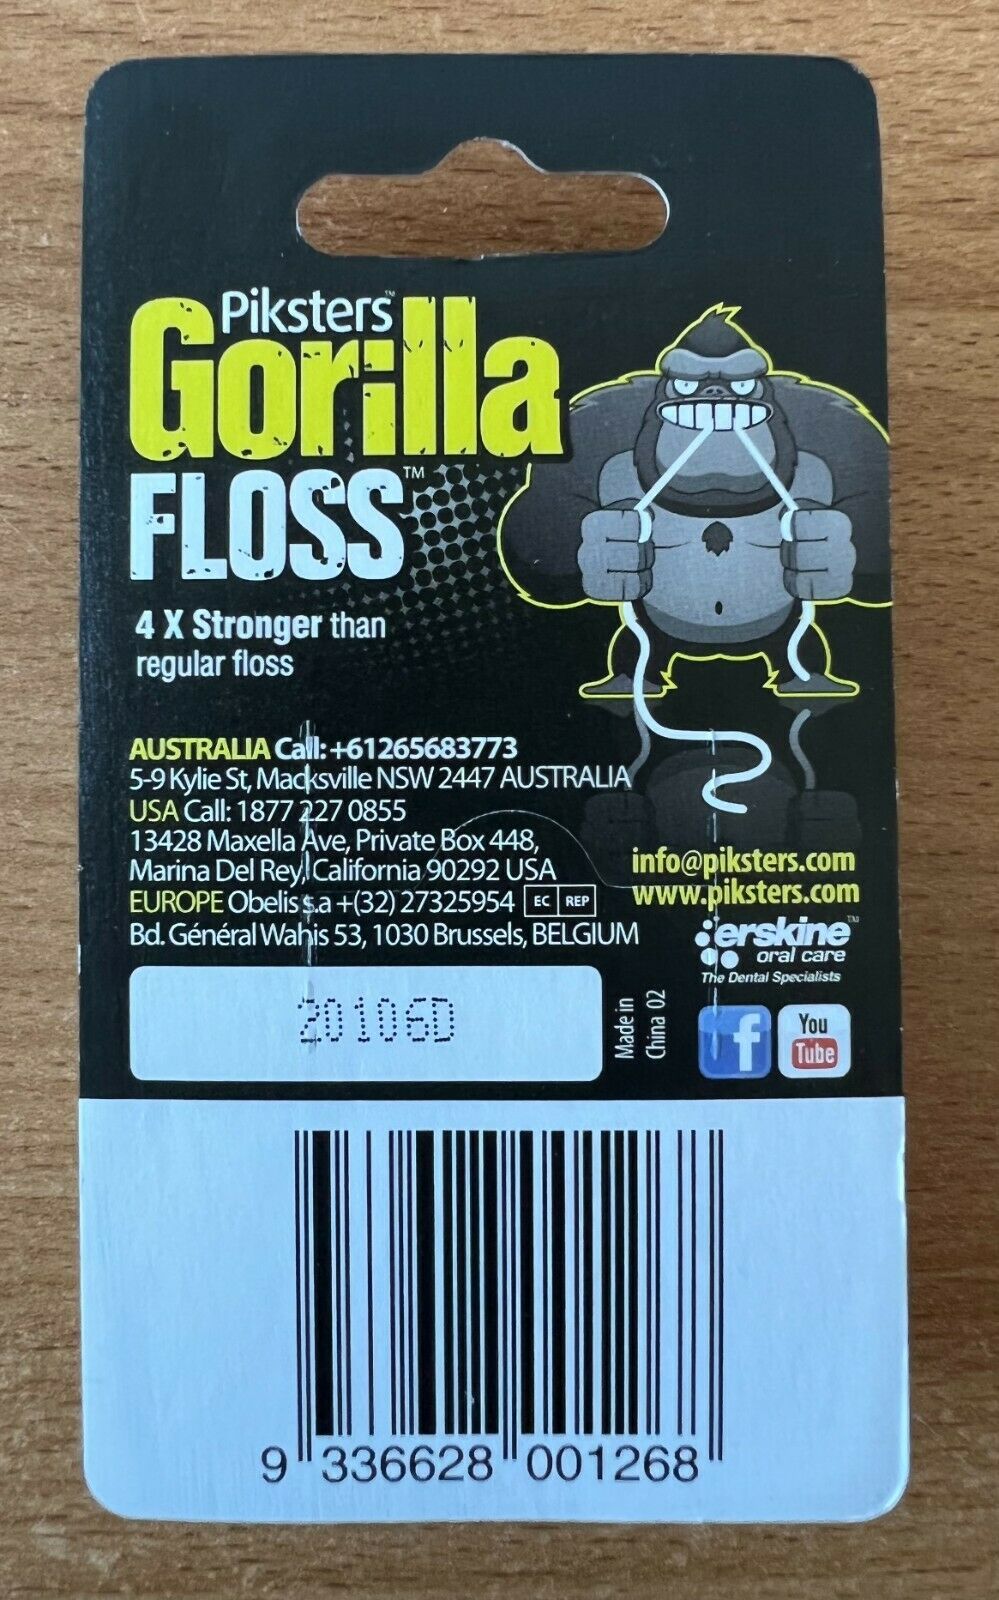 Piksters™
Gorilla
FLOSS™
4 X Stronger than
regular floss
AUSTRALIA Call: +61265683773
5-9 Kylie St, Macksville NSW 2447 AUSTRALIA
USA Call: 1877 227 0855
13428 Maxella Ave, Private Box 448,
Marina Del Rey, California 90292 USA
EUROPE Obelis s.a +(32) 27325954 EC REP
Bd. Général Wahis 53, 1030 Brussels, BELGIUM
info@piksters.com
www.piksters.com
erskine™
oral care
The Dental Specialists
20106D
Made in
China 02
f
You
Tube
9 336628 001268